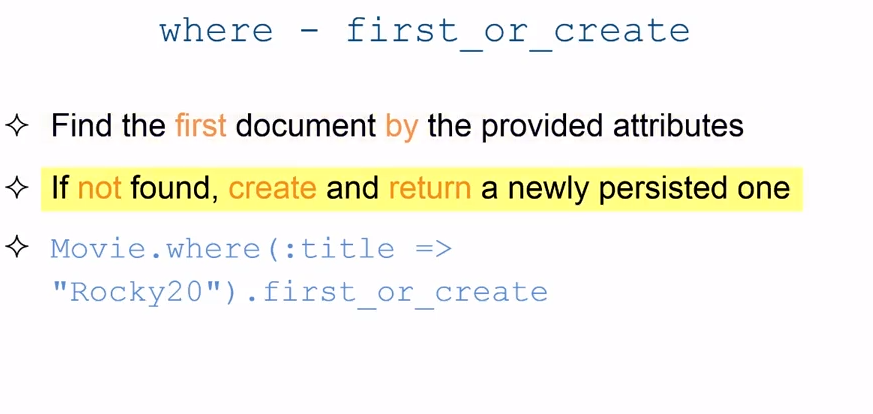 where - first_or_create
✧ Find the first document by the provided attributes
✧ If not found, create and return a newly persisted one
✧ Movie.where(:title =>
"Rocky20").first_or_create